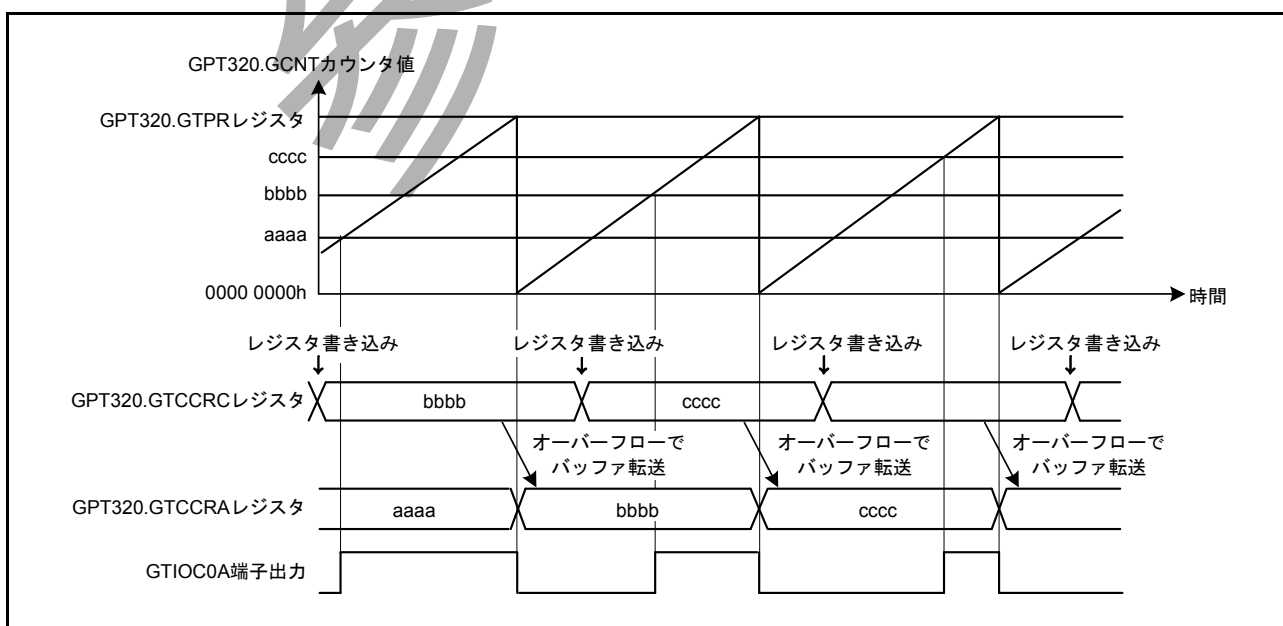 GPT320.GCNTカウンタ値
GPT320.GTPRレジスタ
cccc
bbbb
aaaa
0000 0000h
時間
レジスタ書き込み レジスタ書き込み レジスタ書き込み レジスタ書き込み
GPT320.GTCCRCレジスタ bbbb cccc
オーバーフローで オーバーフローで オーバーフローで
バッファ転送 バッファ転送 バッファ転送
GPT320.GTCCRAレジスタ aaaa bbbb cccc
GTIOC0A端子出力